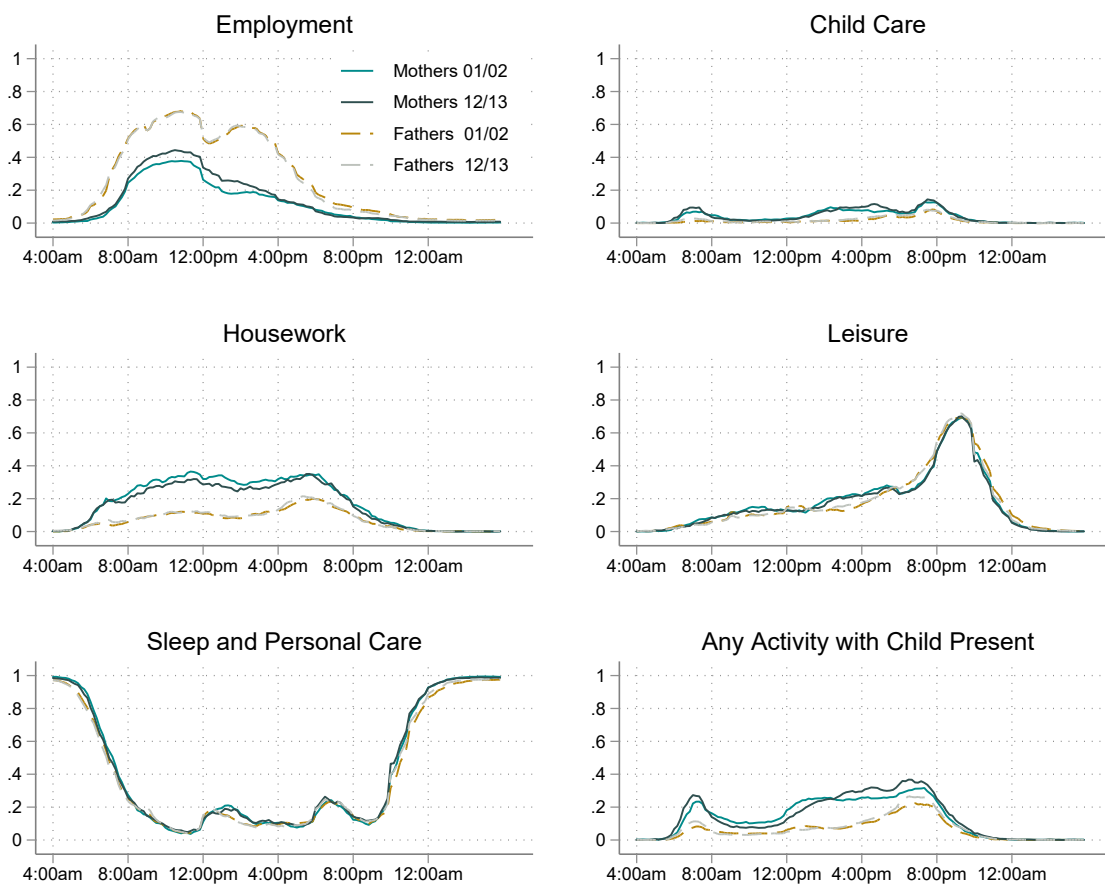 Employment
1
.8
.6
.4
.2
0
Mothers 01/02
Mothers 12/13
Fathers 01/02
Fathers 12/13
4:00am 8:00am 12:00pm 4:00pm 8:00pm 12:00am
Child Care
1
.8
.6
.4
.2
0
4:00am 8:00am 12:00pm 4:00pm 8:00pm 12:00am
Housework
1
.8
.6
.4
.2
0
4:00am 8:00am 12:00pm 4:00pm 8:00pm 12:00am
Leisure
1
.8
.6
.4
.2
0
4:00am 8:00am 12:00pm 4:00pm 8:00pm 12:00am
Sleep and Personal Care
1
.8
.6
.4
.2
0
4:00am 8:00am 12:00pm 4:00pm 8:00pm 12:00am
Any Activity with Child Present
1
.8
.6
.4
.2
0
4:00am 8:00am 12:00pm 4:00pm 8:00pm 12:00am